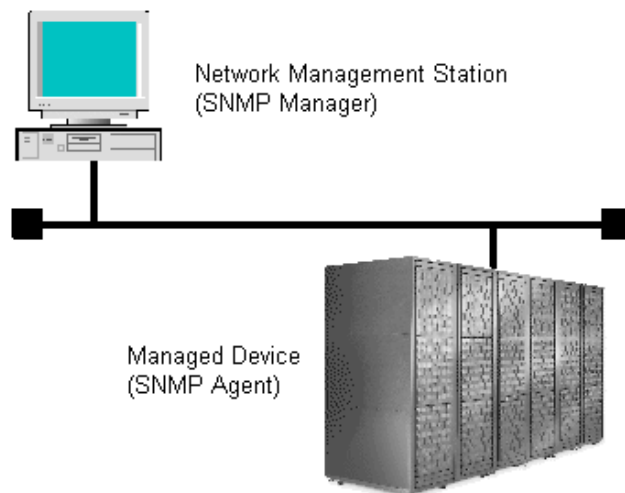 Network Management Station
(SNMP Manager)
Managed Device
(SNMP Agent)